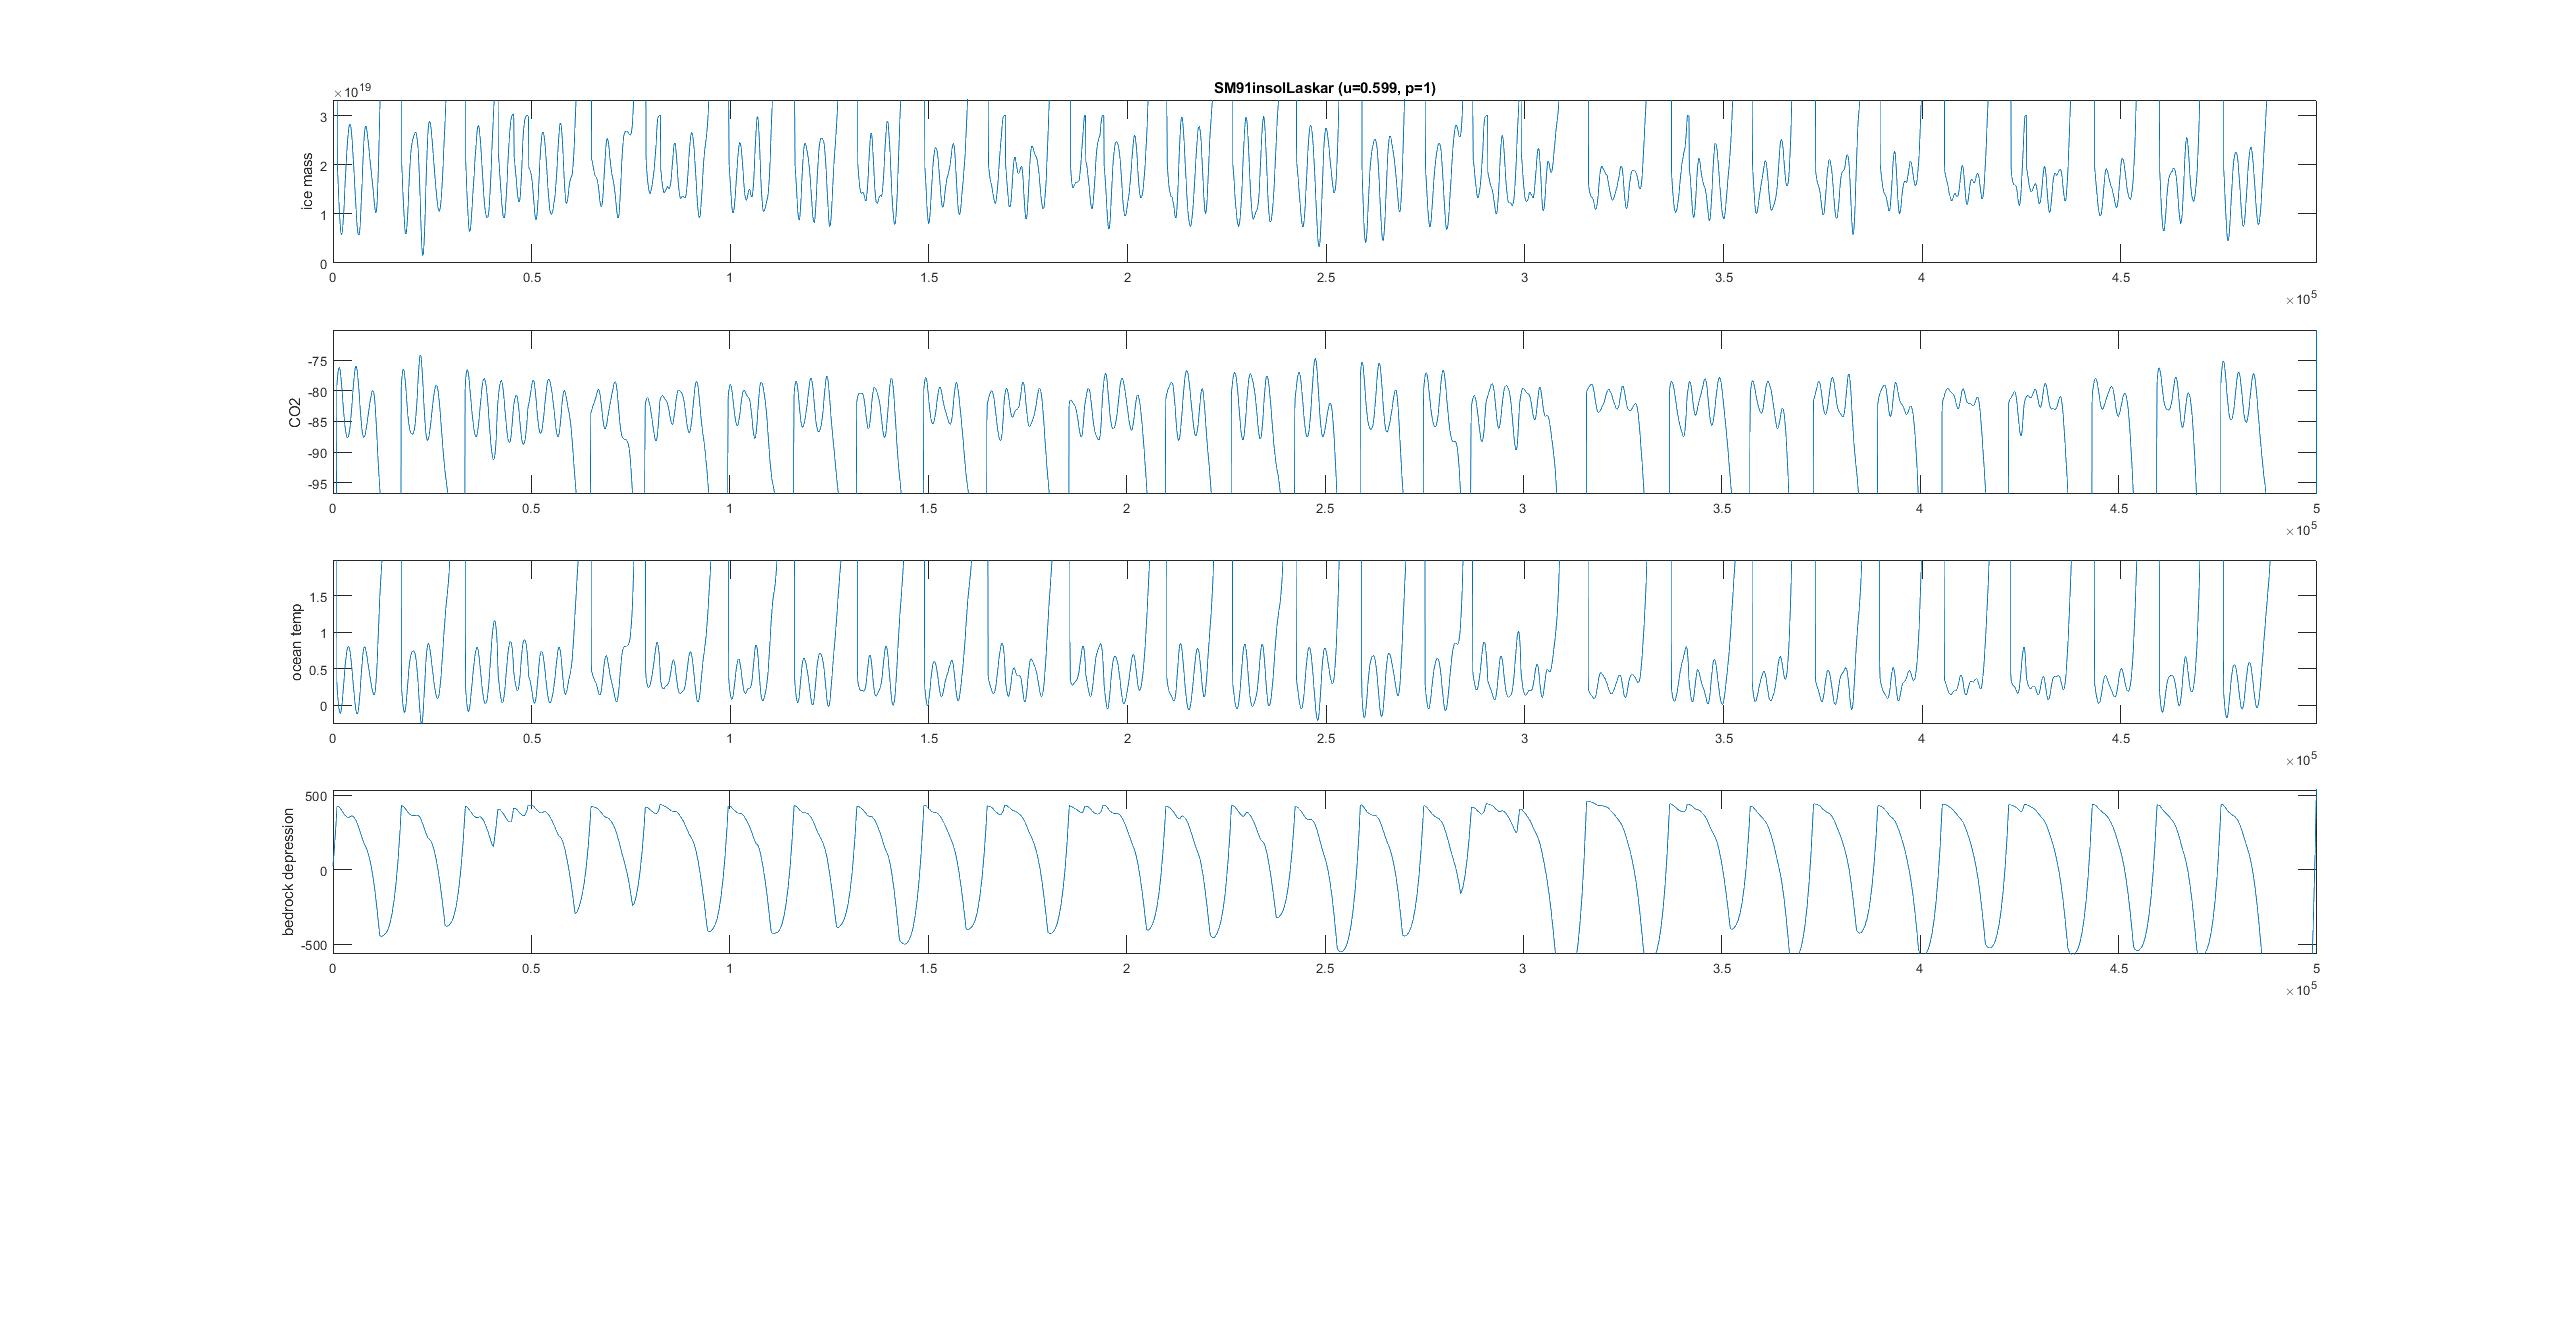 SM91insolLaskar (u=0.599, p=1)
×10^19
ice mass
3
2
1
0
0 0.5 1 1.5 2 2.5 3 3.5 4 4.5
×10^5
CO2
-75
-80
-85
-90
-95
0 0.5 1 1.5 2 2.5 3 3.5 4 4.5 5
×10^5
ocean temp
1.5
1
0.5
0
0 0.5 1 1.5 2 2.5 3 3.5 4 4.5
×10^5
bedrock depression
500
0
-500
0 0.5 1 1.5 2 2.5 3 3.5 4 4.5 5
×10^5